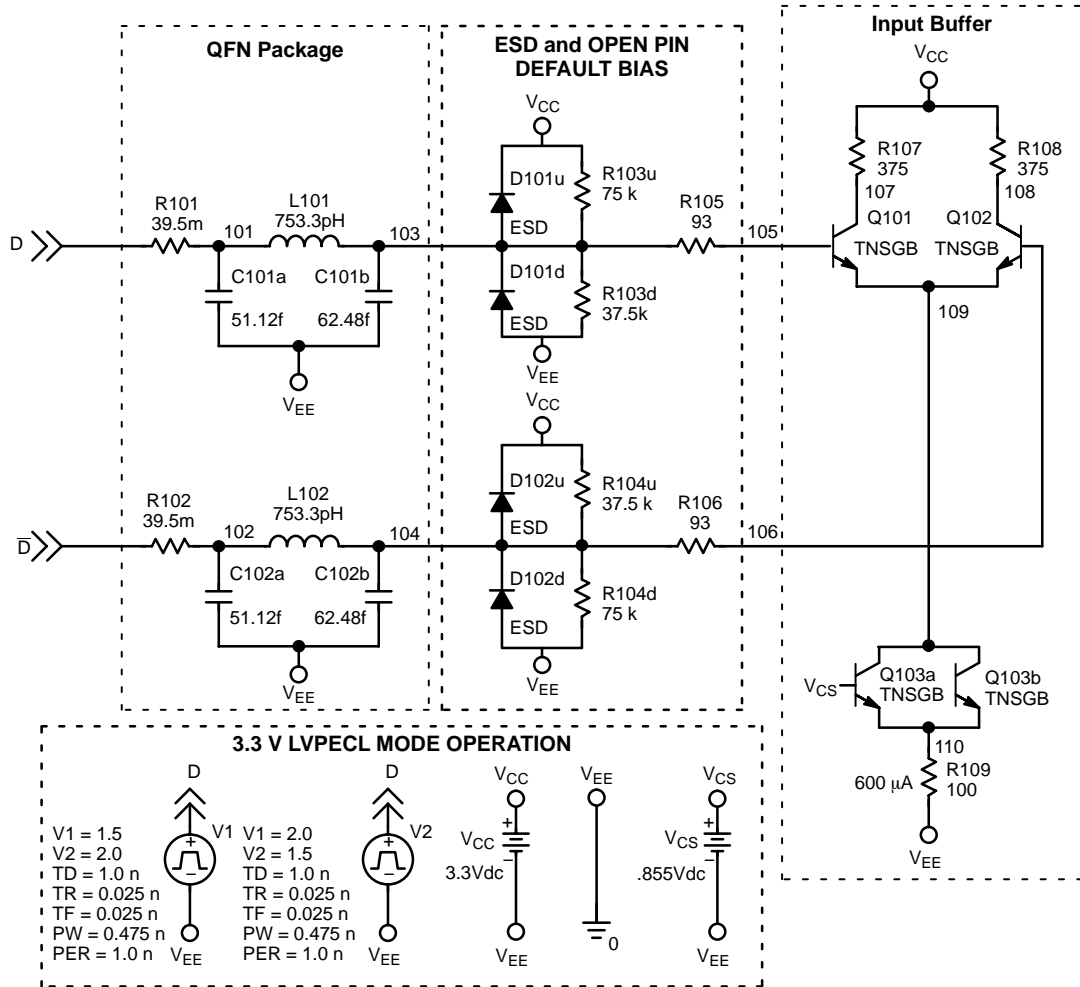 QFN Package
D
R101
39.5m
101
L101
753.3pH
103
C101a
51.12f
C101b
62.48f
VEE
R102
39.5m
D
102
L102
753.3pH
104
C102a
51.12f
C102b
62.48f
VEE
ESD and OPEN PIN
DEFAULT BIAS
VCC
D101u
ESD
R103u
75 k
D101d
ESD
R103d
37.5k
VEE
R105
93
VCC
D102u
ESD
R104u
37.5 k
D102d
ESD
R104d
75 k
VEE
R106
93
Input Buffer
VCC
R107
375
R108
375
107
108
Q101
TNSGB
Q102
TNSGB
105
106
109
VCS
Q103a
TNSGB
Q103b
TNSGB
110
600 μA
R109
100
VEE
3.3 V LVPECL MODE OPERATION
D
V1
V1 = 1.5
V2 = 2.0
TD = 1.0 n
TR = 0.025 n
TF = 0.025 n
PW = 0.475 n
PER = 1.0 n
+
−
VEE
D
V2
V1 = 2.0
V2 = 1.5
TD = 1.0 n
TR = 0.025 n
TF = 0.025 n
PW = 0.475 n
PER = 1.0 n
+
−
VEE
VCC
+
VCC
−
3.3Vdc
VEE
VEE
0
VCS
+
VCS
−
.855Vdc
VEE